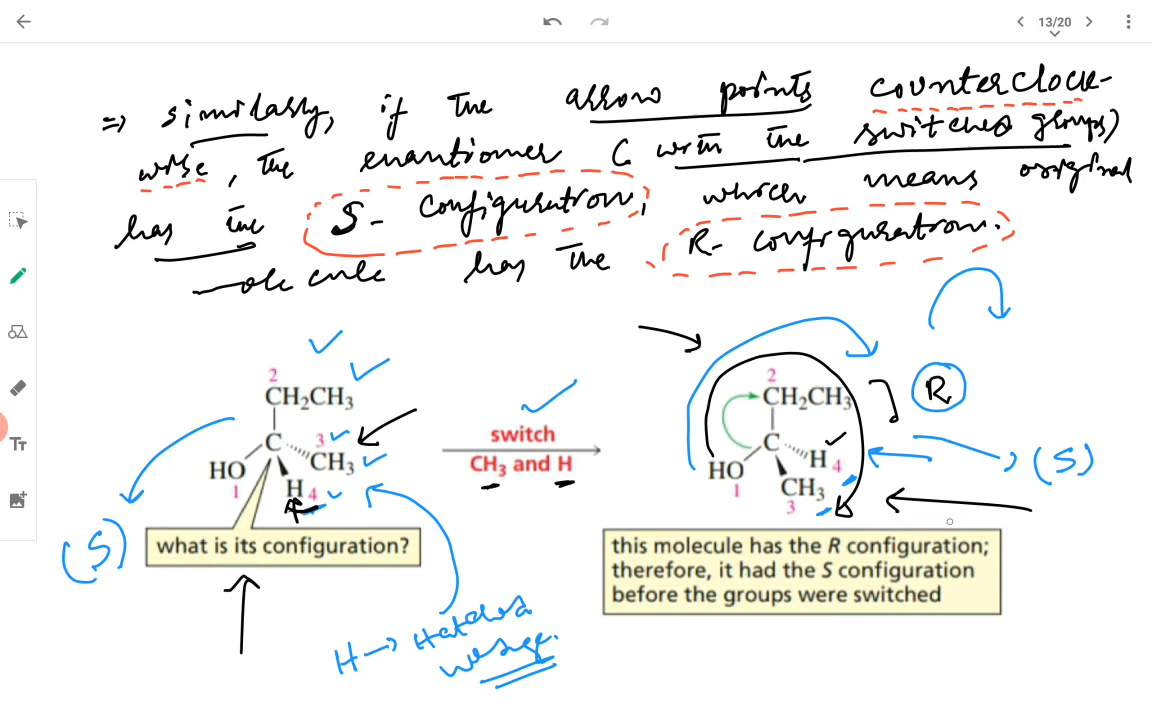 13/20
=> similarly, if the arrow points counterclock-
wise, the enantiomer ( with the switched groups)
has the S- configuration, which means original
molecule has the R- configuration.
2
CH₂CH₃
C
3
CH₃
HO
1
H
4
(S)
what is its configuration?
switch
CH₃ and H
2
CH₂CH₃
C
H
4
HO
1
CH₃
3
R
(S)
this molecule has the R configuration;
therefore, it had the S configuration
before the groups were switched
H → Hatched
wedge.
Tт